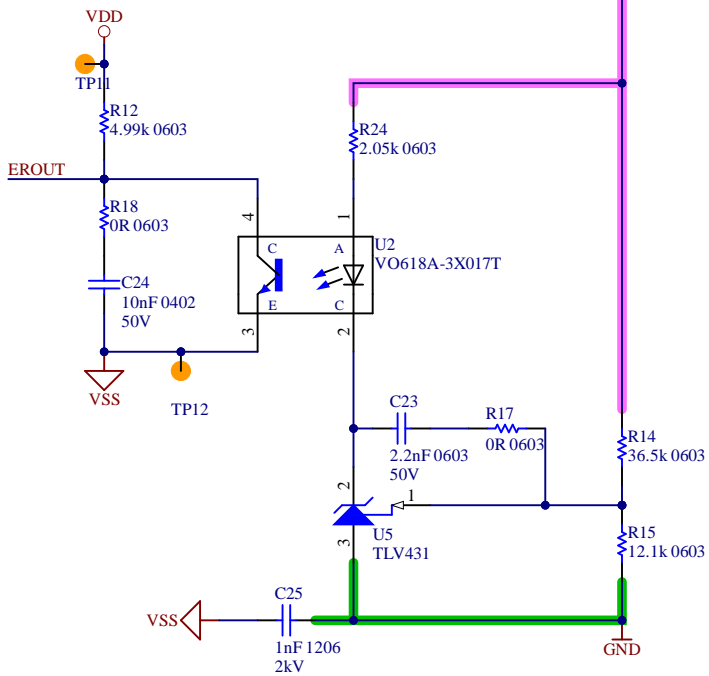 VDD
TP11
R12
4.99k 0603
EROUT
R18
0R 0603
C24
10nF 0402
50V
VSS
TP12
R24
2.05k 0603
4
1
C
A
E
C
3
2
U2
VO618A-3X017T
C23
2.2nF 0603
50V
R17
0R 0603
2
1
3
U5
TLV431
R14
36.5k 0603
R15
12.1k 0603
VSS
C25
1nF 1206
2kV
GND